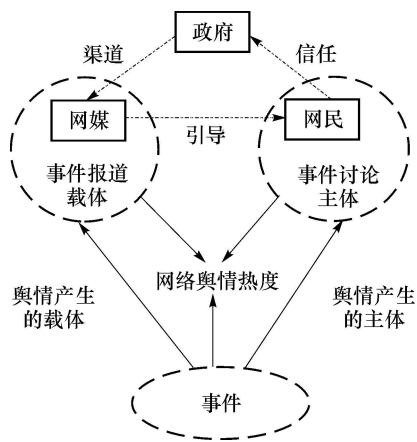 政府
渠道
信任
网媒
网民
引导
事件报道
载体
事件讨论
主体
网络舆情热度
舆情产生
的载体
舆情产生
的主体
事件